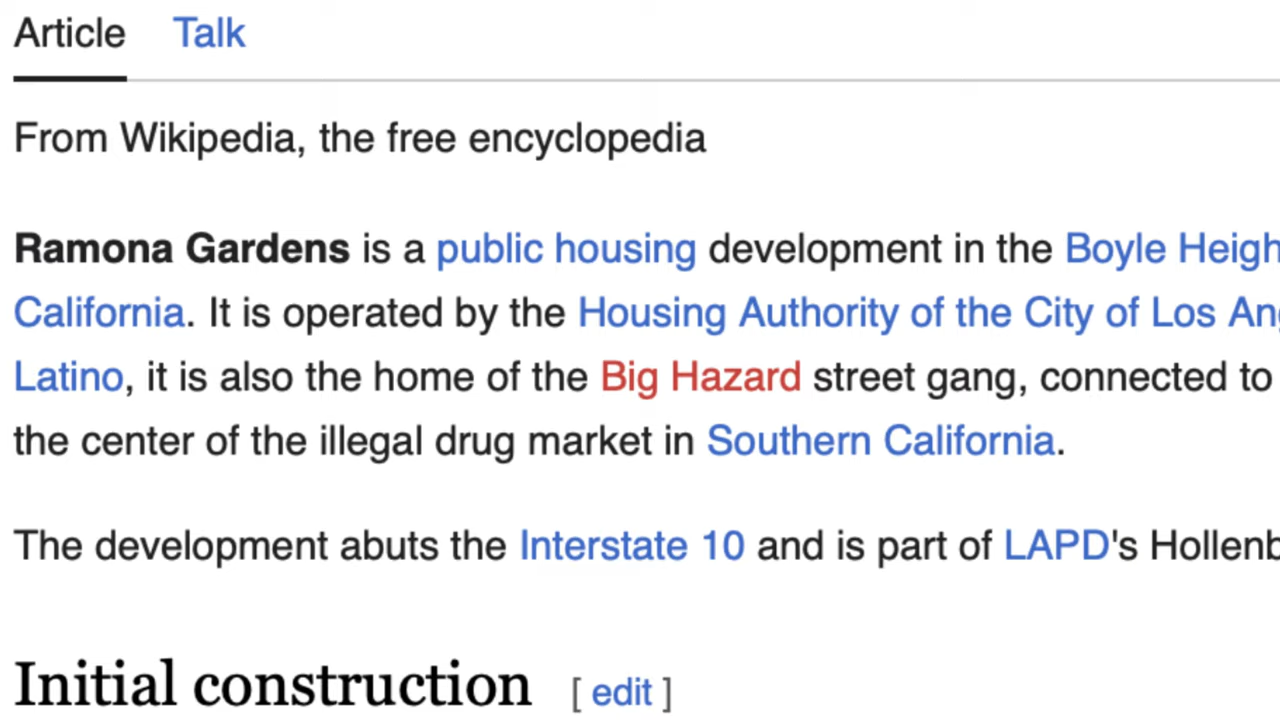 Article Talk
From Wikipedia, the free encyclopedia
Ramona Gardens is a public housing development in the Boyle Heigh
California. It is operated by the Housing Authority of the City of Los An
Latino, it is also the home of the Big Hazard street gang, connected to
the center of the illegal drug market in Southern California.
The development abuts the Interstate 10 and is part of LAPD's Hollenb
Initial construction [ edit ]